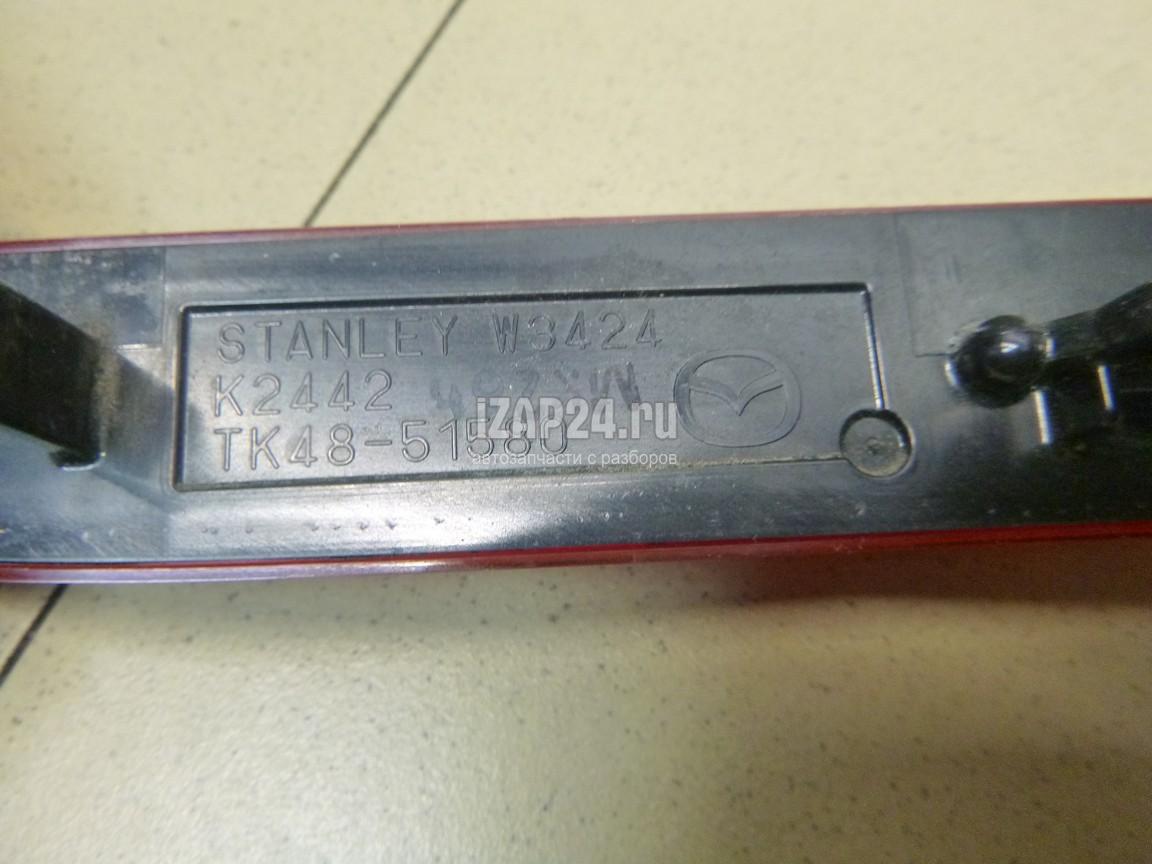 STANLEY W3424
K2442
TK48-51580
iZAP24.ru
автозапчасти с разборов